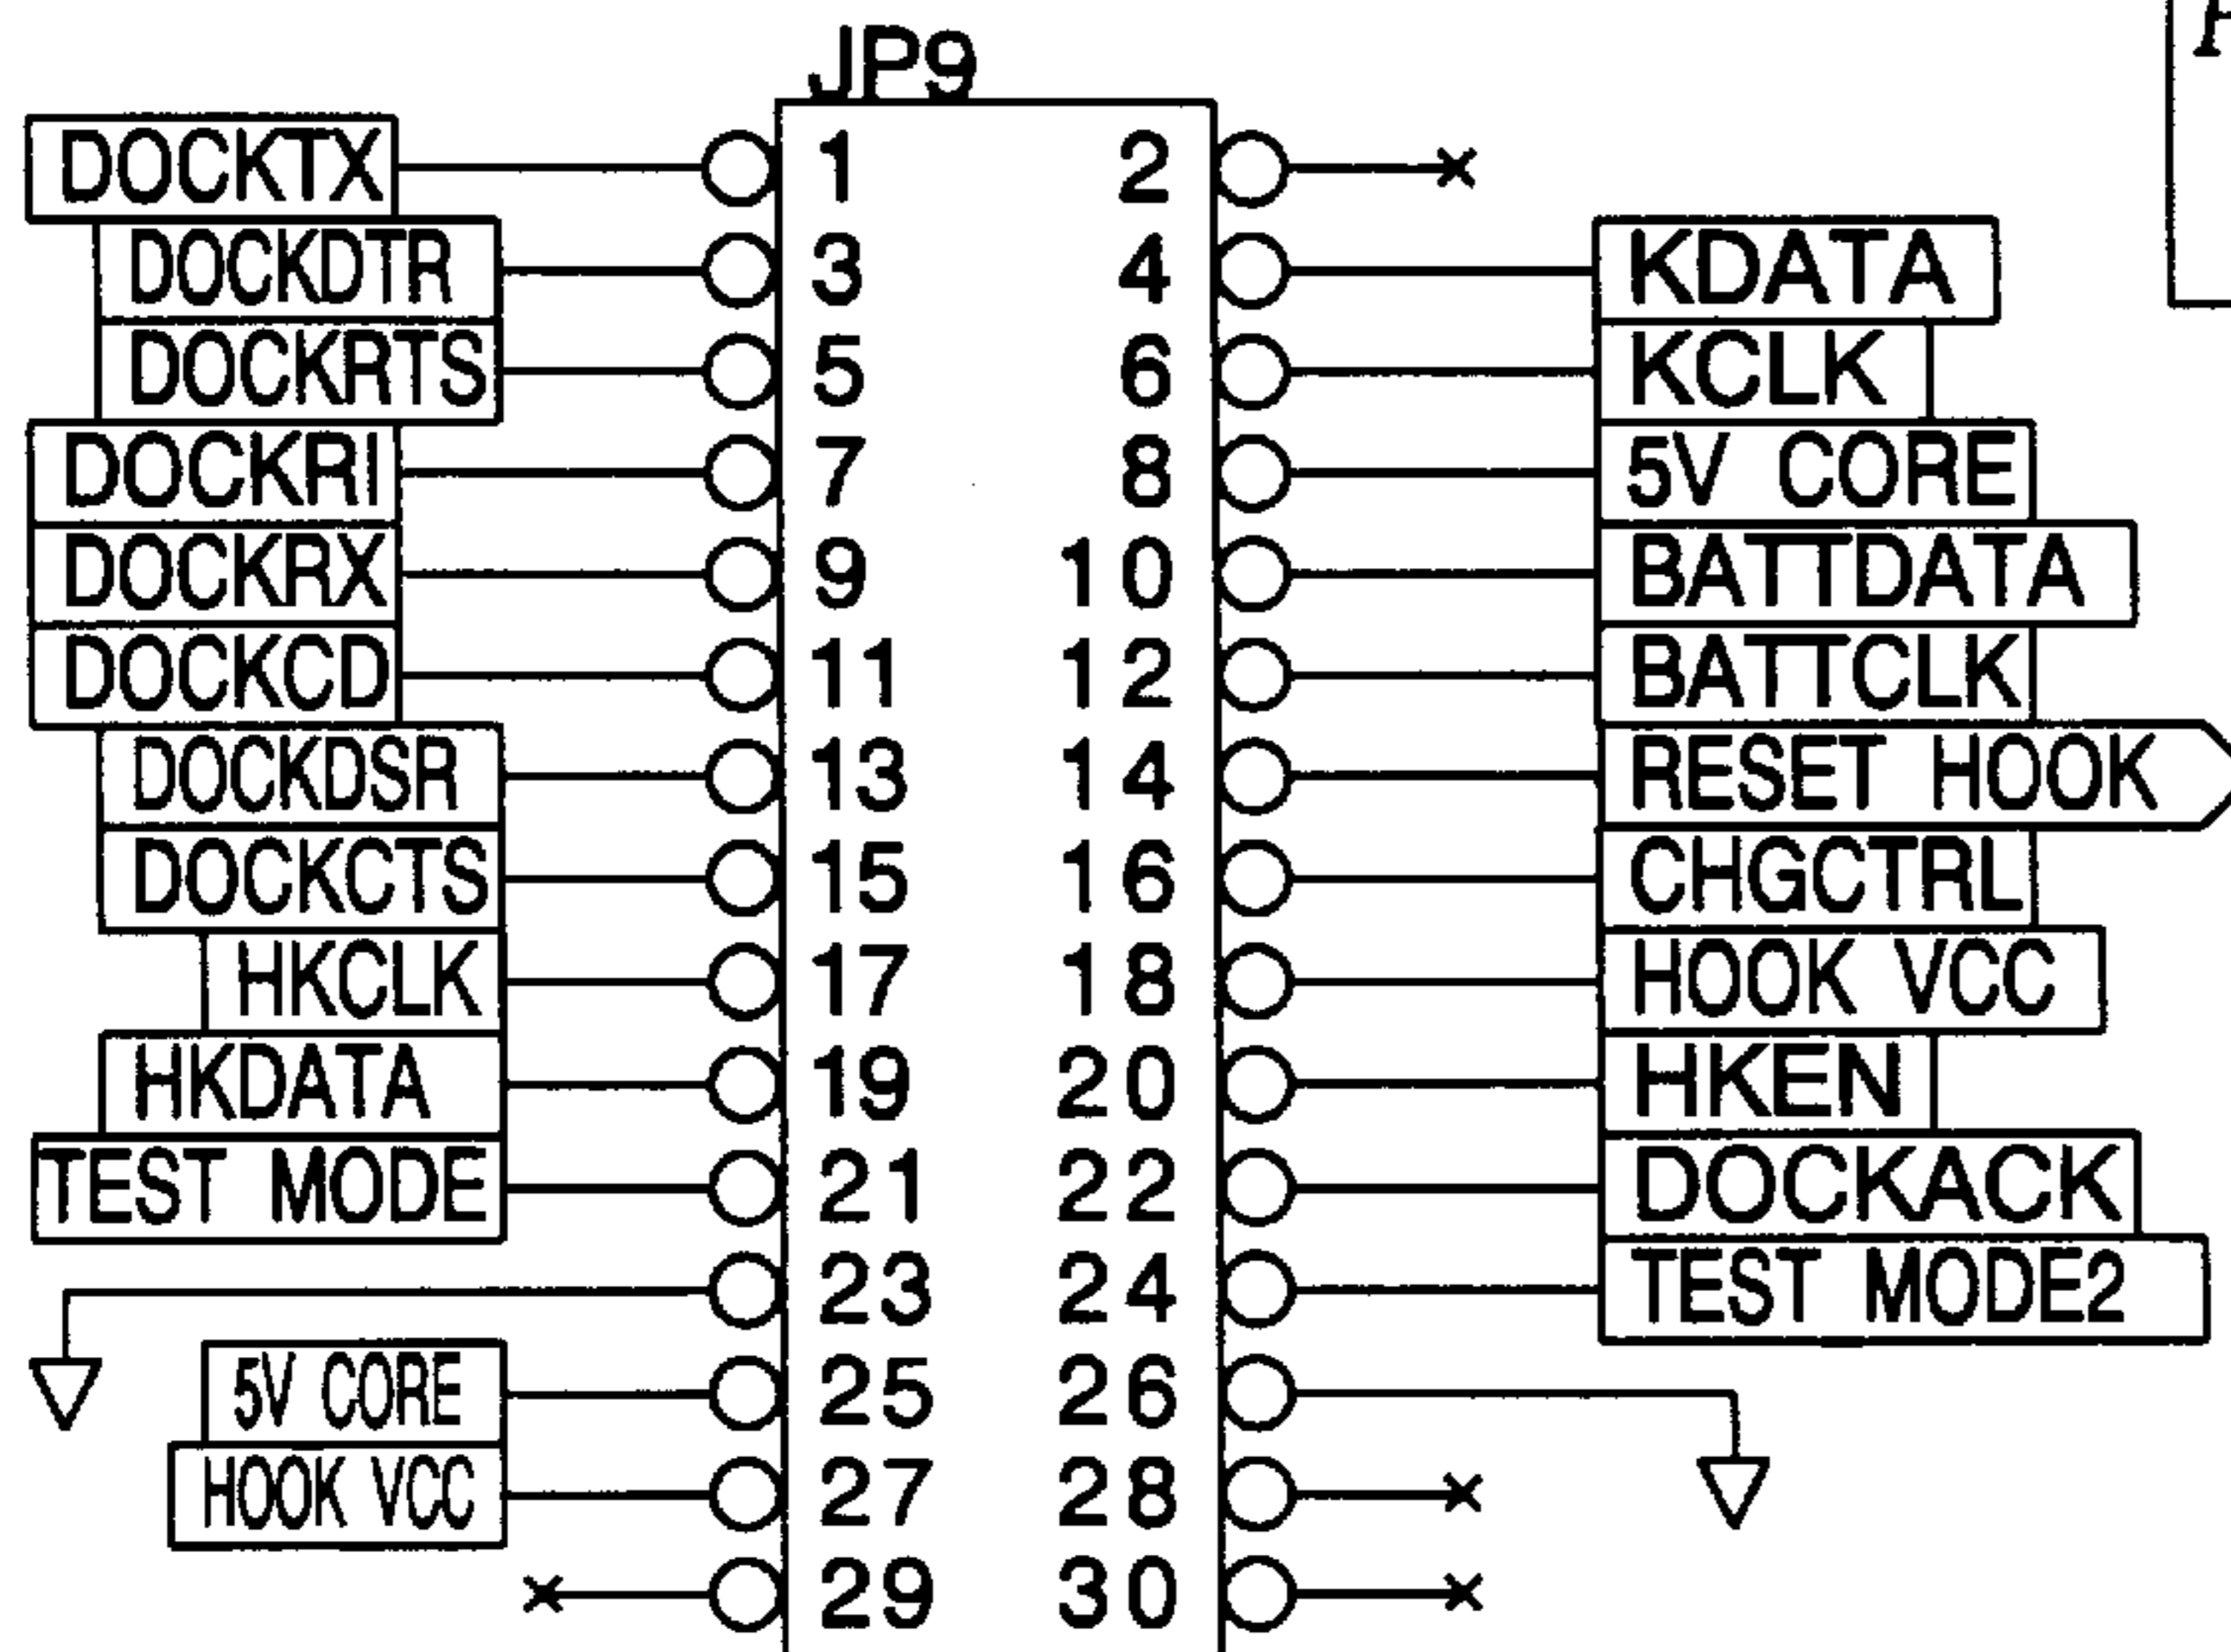 JP9
DOCKTX 1 2
DOCKDTR 3 4 KDATA
DOCKRTS 5 6 KCLK
DOCKRI 7 8 5V CORE
DOCKRX 9 10 BATTDATA
DOCKCD 11 12 BATTCLK
DOCKDSR 13 14 RESET HOOK
DOCKCTS 15 16 CHGCTRL
HKCLK 17 18 HOOK VCC
HKDATA 19 20 HKEN
TEST MODE 21 22 DOCKACK
23 24 TEST MODE2
5V CORE 25 26
HOOK VCC 27 28
29 30